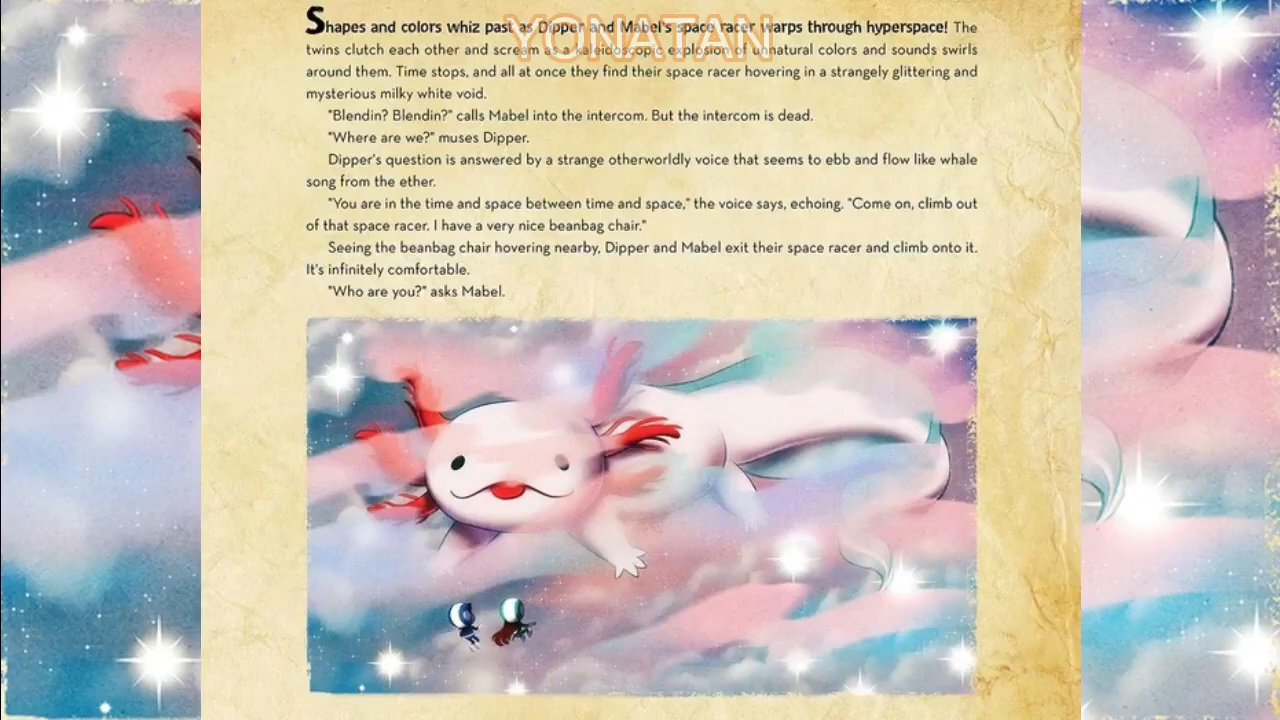 YONATAN
Shapes and colors whiz past as Dipper and Mabel's space racer warps through hyperspace! The
twins clutch each other and scream as a kaleidoscopic explosion of unnatural colors and sounds swirls
around them. Time stops, and all at once they find their space racer hovering in a strangely glittering and
mysterious milky white void.
"Blendin? Blendin?" calls Mabel into the intercom. But the intercom is dead.
"Where are we?" muses Dipper.
Dipper's question is answered by a strange otherworldly voice that seems to ebb and flow like whale
song from the ether.
"You are in the time and space between time and space," the voice says, echoing. "Come on, climb out
of that space racer. I have a very nice beanbag chair."
Seeing the beanbag chair hovering nearby, Dipper and Mabel exit their space racer and climb onto it.
It's infinitely comfortable.
"Who are you?" asks Mabel.